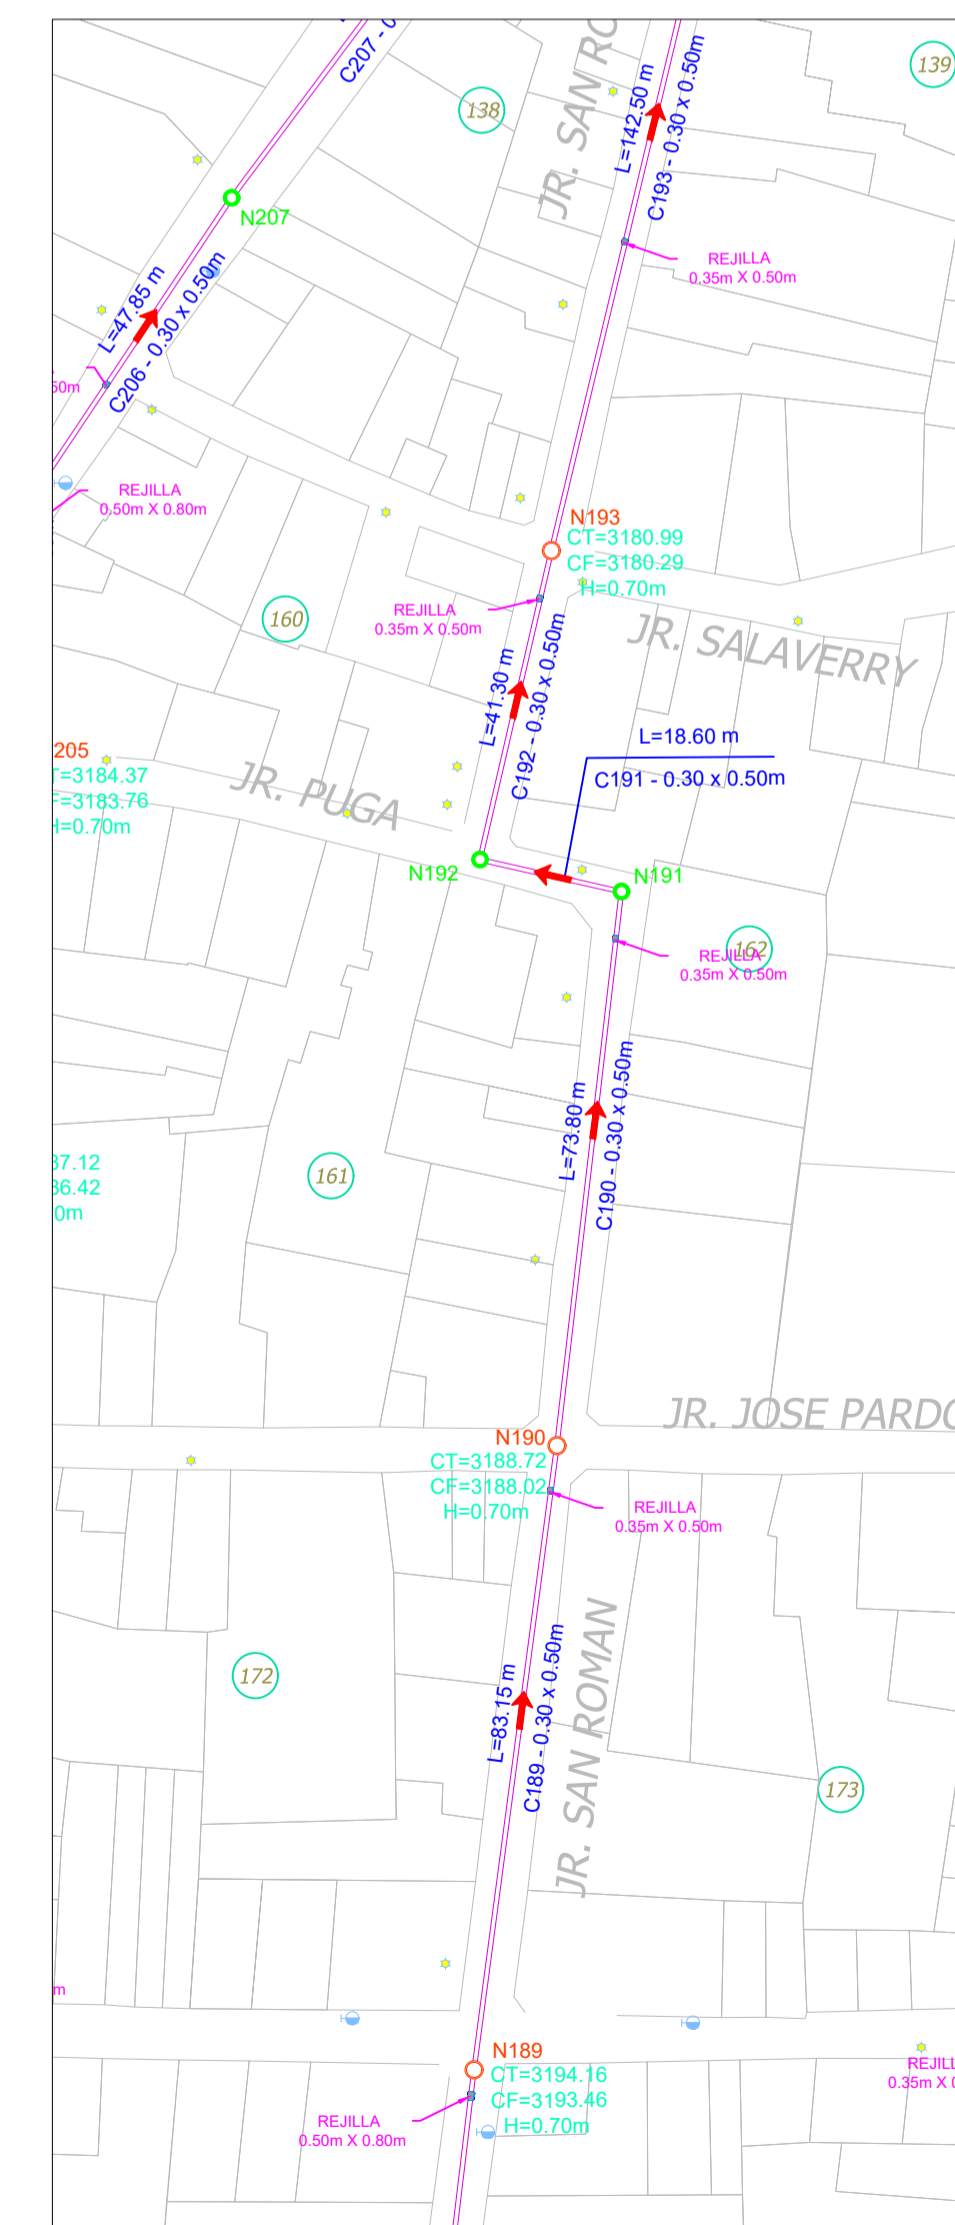 C207 - 0
JR. SAN RO
L=142.50 m
C193 - 0.30 x 0.50m
139
138
N207
REJILLA
0.35m X 0.50m
L=47.85 m
C206 - 0.30 x 0.50m
50m
REJILLA
0.50m X 0.80m
N193
CT=3180.99
CF=3180.29
H=0.70m
160
REJILLA
0.35m X 0.50m
JR. SALAVERRY
L=41.30 m
C192 - 0.30 x 0.50m
205
T=3184.37
F=3183.76
H=0.70m
JR. PUGA
L=18.60 m
C191 - 0.30 x 0.50m
N192
N191
162
REJILLA
0.35m X 0.50m
L=73.80 m
C190 - 0.30 x 0.50m
37.12
36.42
0m
161
JR. JOSE PARDO
N190
CT=3188.72
CF=3188.02
H=0.70m
REJILLA
0.35m X 0.50m
172
L=83.15 m
C189 - 0.30 x 0.50m
JR. SAN ROMAN
173
m
N189
CT=3194.16
CF=3193.46
H=0.70m
REJILLA
0.50m X 0.80m
REJILL
0.35m X 0